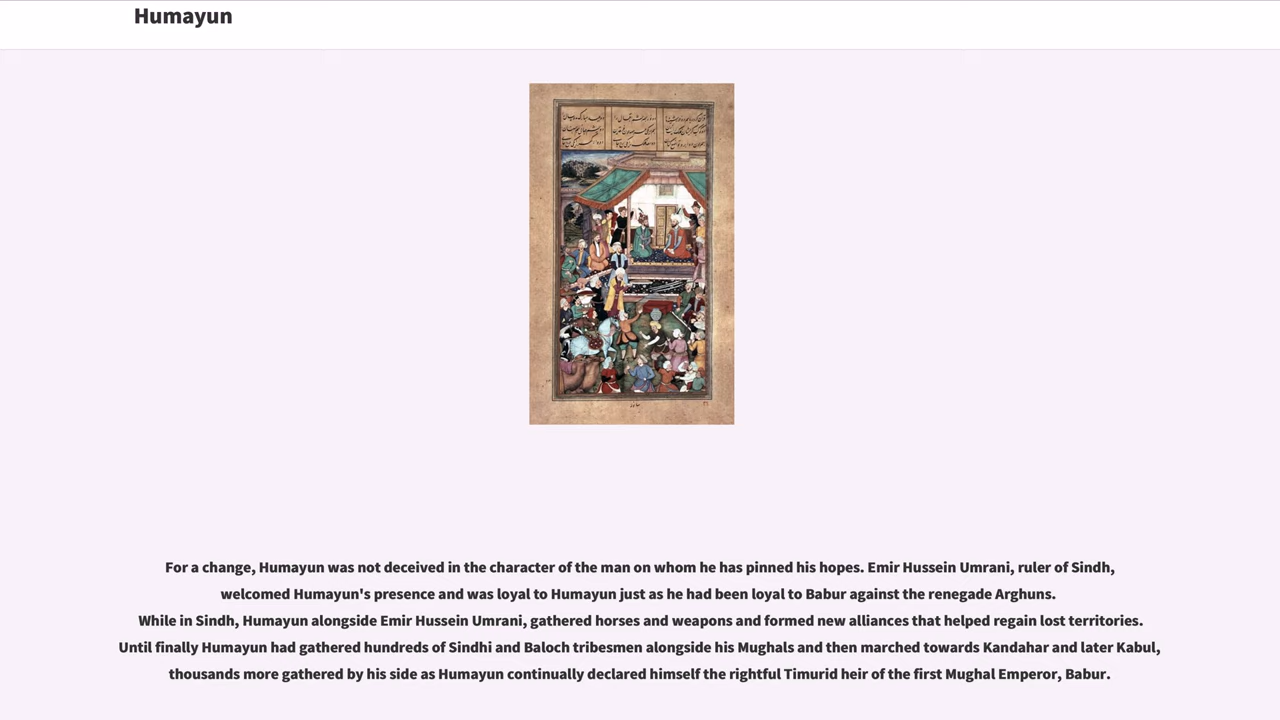 Humayun
For a change, Humayun was not deceived in the character of the man on whom he has pinned his hopes. Emir Hussein Umrani, ruler of Sindh,
welcomed Humayun's presence and was loyal to Humayun just as he had been loyal to Babur against the renegade Arghuns.
While in Sindh, Humayun alongside Emir Hussein Umrani, gathered horses and weapons and formed new alliances that helped regain lost territories.
Until finally Humayun had gathered hundreds of Sindhi and Baloch tribesmen alongside his Mughals and then marched towards Kandahar and later Kabul,
thousands more gathered by his side as Humayun continually declared himself the rightful Timurid heir of the first Mughal Emperor, Babur.